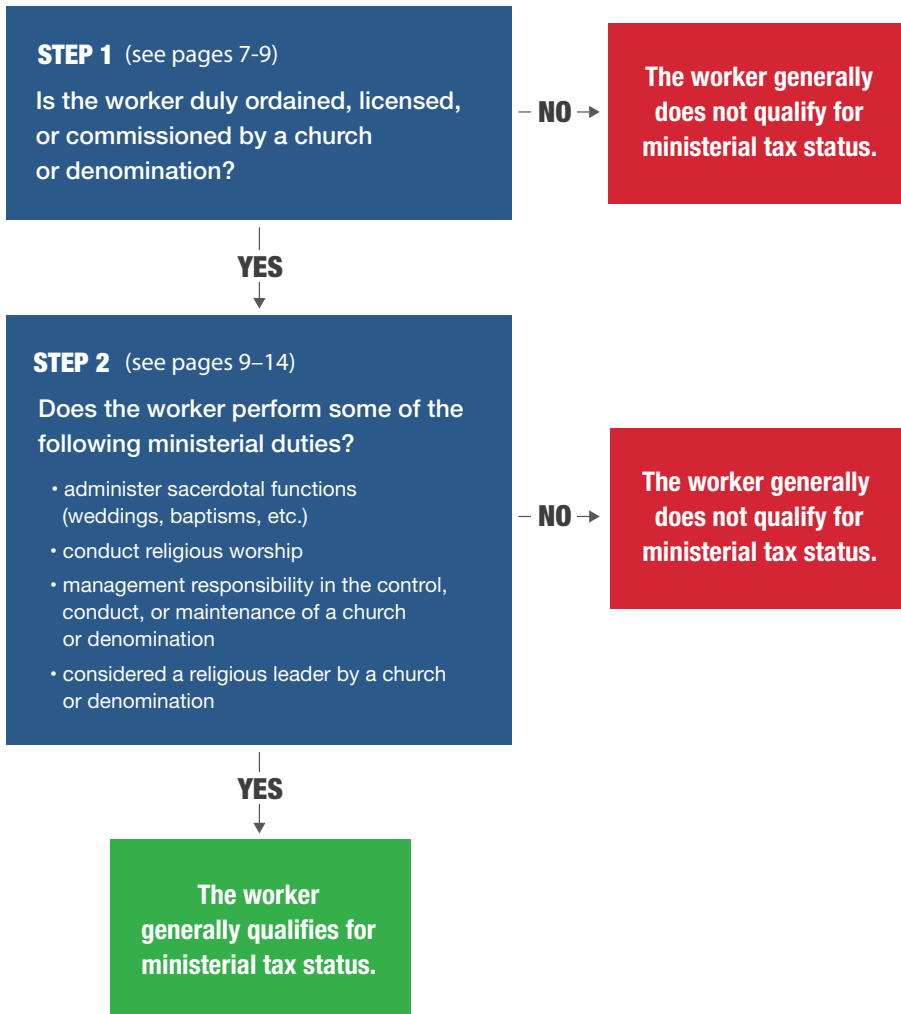 STEP 1 (see pages 7-9)
Is the worker duly ordained, licensed,
or commissioned by a church
or denomination?
NO
The worker generally
does not qualify for
ministerial tax status.
YES
STEP 2 (see pages 9–14)
Does the worker perform some of the
following ministerial duties?
• administer sacerdotal functions
(weddings, baptisms, etc.)
• conduct religious worship
• management responsibility in the control,
conduct, or maintenance of a church
or denomination
• considered a religious leader by a church
or denomination
NO
The worker generally
does not qualify for
ministerial tax status.
YES
The worker
generally qualifies for
ministerial tax status.